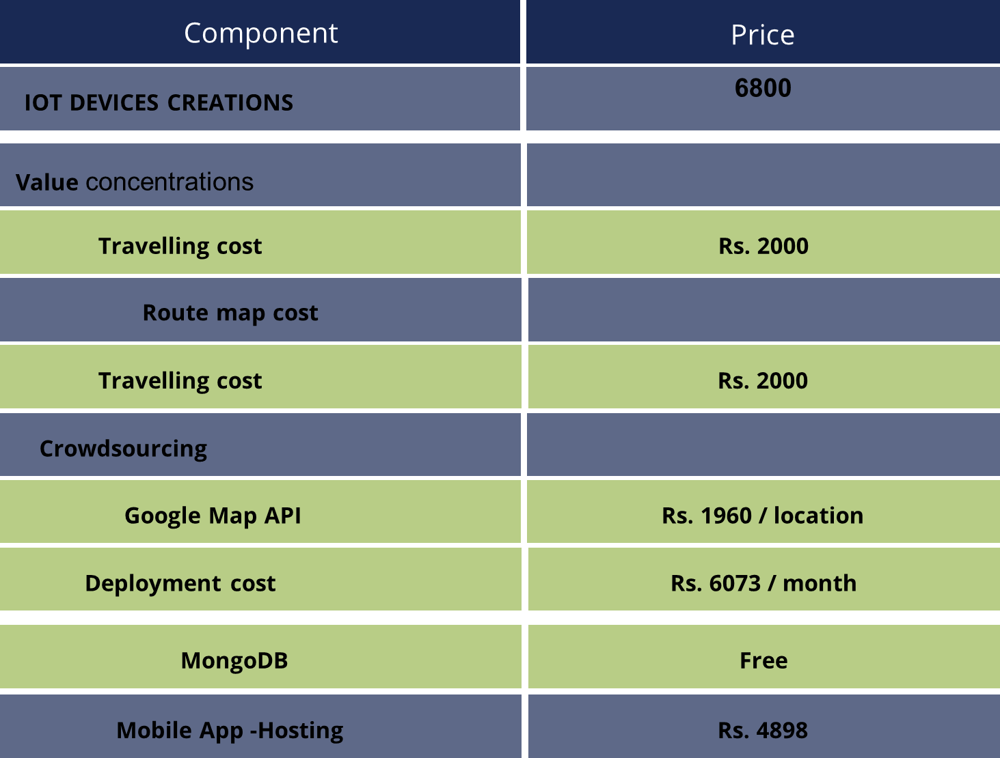 Component Price
IOT DEVICES CREATIONS 6800
Value concentrations
Travelling cost Rs. 2000
Route map cost
Travelling cost Rs. 2000
Crowdsourcing
Google Map API Rs. 1960 / location
Deployment cost Rs. 6073 / month
MongoDB Free
Mobile App -Hosting Rs. 4898